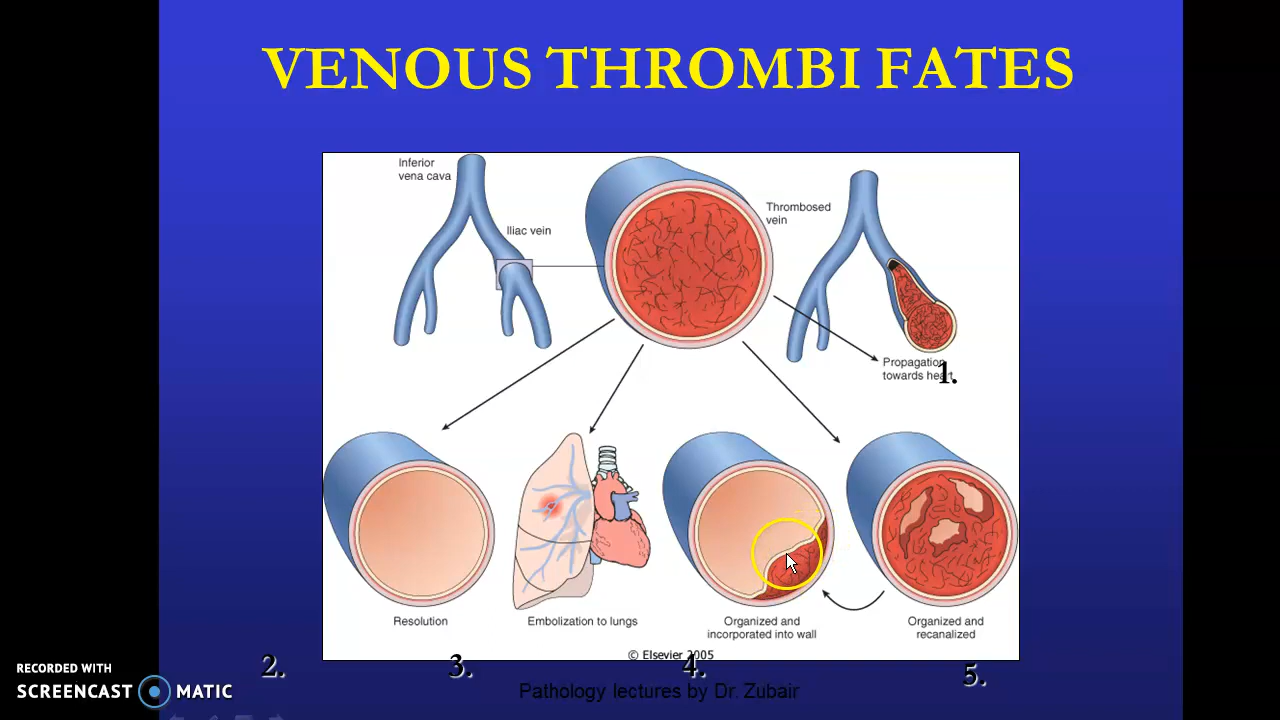 VENOUS THROMBI FATES
Inferior
vena cava
Iliac vein
Thrombosed
vein
Propagation
towards heart
1.
Resolution
Embolization to lungs
Organized and
incorporated into wall
Organized and
recanalized
© Elsevier 2005
2.
3.
4.
5.
Pathology lectures by Dr. Zubair
RECORDED WITH
SCREENCAST MATIC